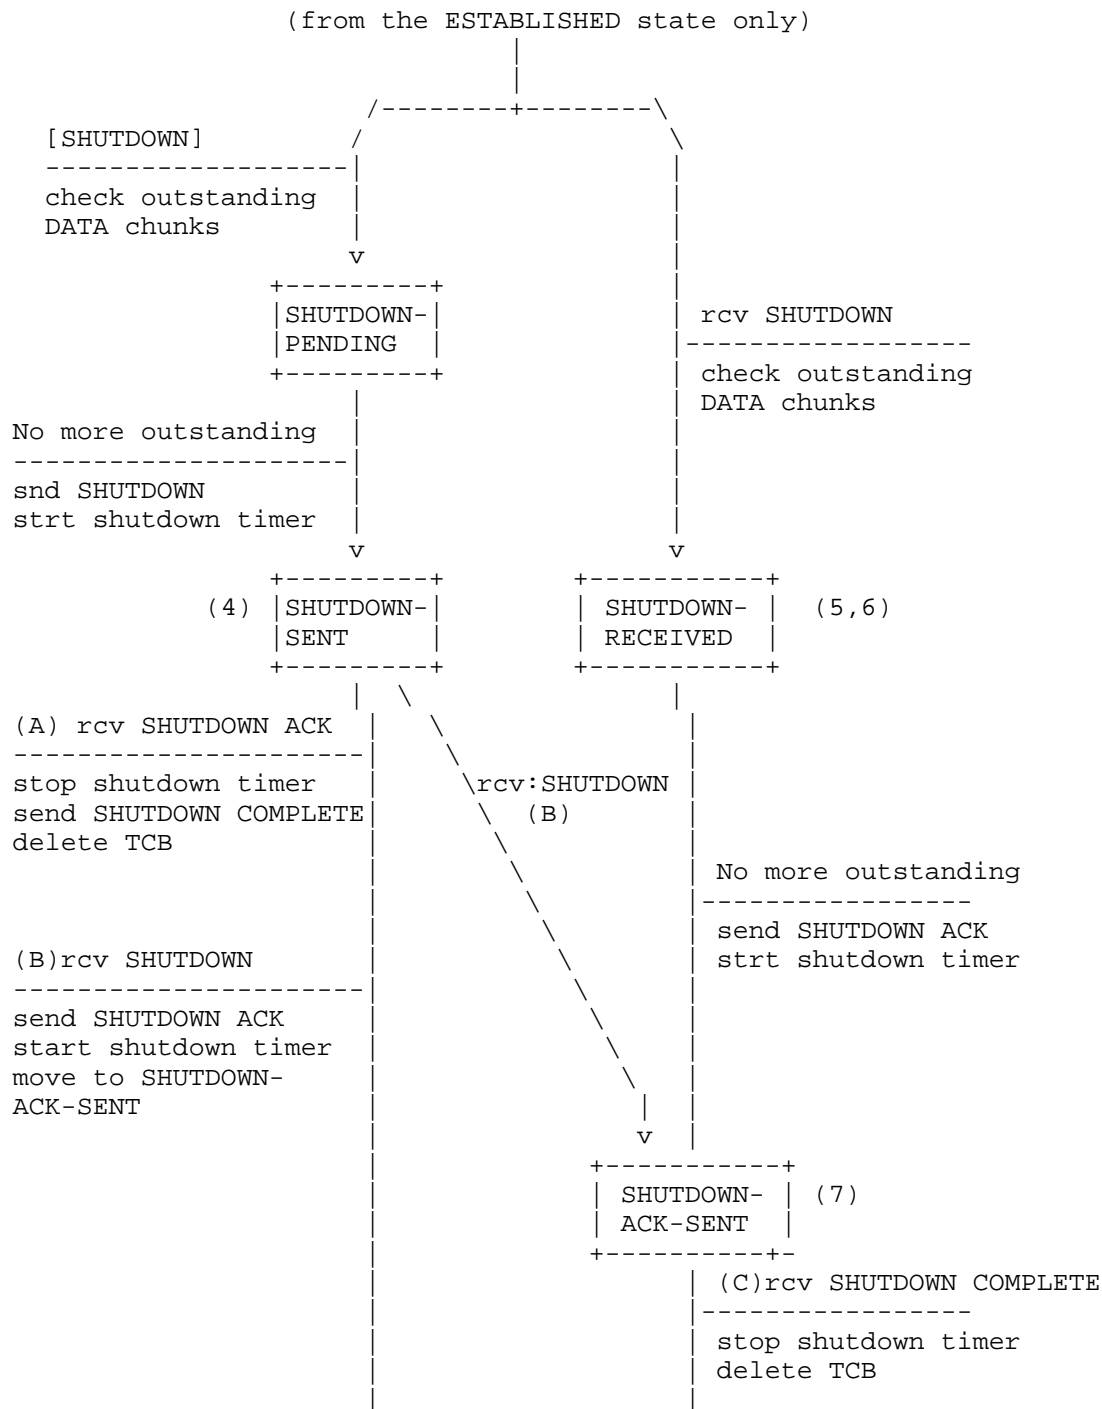 (from the ESTABLISHED state only)
|
|
/--------+--------\
[SHUTDOWN]         /                   \
-------------------|                   |
check outstanding  |                   |
DATA chunks        |                   |
v                   |
+---------+              |
|SHUTDOWN-|              | rcv SHUTDOWN
|PENDING  |              |------------------
+---------+              | check outstanding
|                   | DATA chunks
No more outstanding  |                   |
---------------------|                   |
snd SHUTDOWN         |                   |
strt shutdown timer  |                   |
v                   v
+---------+        +-----------+
(4) |SHUTDOWN-|        | SHUTDOWN- |  (5,6)
|SENT     |        | RECEIVED  |
+---------+        +-----------+
|  \                |
(A) rcv SHUTDOWN ACK  |   \               |
----------------------|    \              |
stop shutdown timer   |     \rcv:SHUTDOWN |
send SHUTDOWN COMPLETE|      \  (B)       |
delete TCB            |       \           |
|        \          | No more outstanding
|         \         |-----------------
|          \        | send SHUTDOWN ACK
(B)rcv SHUTDOWN       |           \       | strt shutdown timer
----------------------|            \      |
send SHUTDOWN ACK     |             \     |
start shutdown timer  |              \    |
move to SHUTDOWN-     |               \   |
ACK-SENT              |                |  |
|                v  |
|             +-----------+
|             | SHUTDOWN- | (7)
|             | ACK-SENT  |
|             +----------+-
|                   | (C)rcv SHUTDOWN COMPLETE
|                   |-----------------
|                   | stop shutdown timer
|                   | delete TCB
|                   |